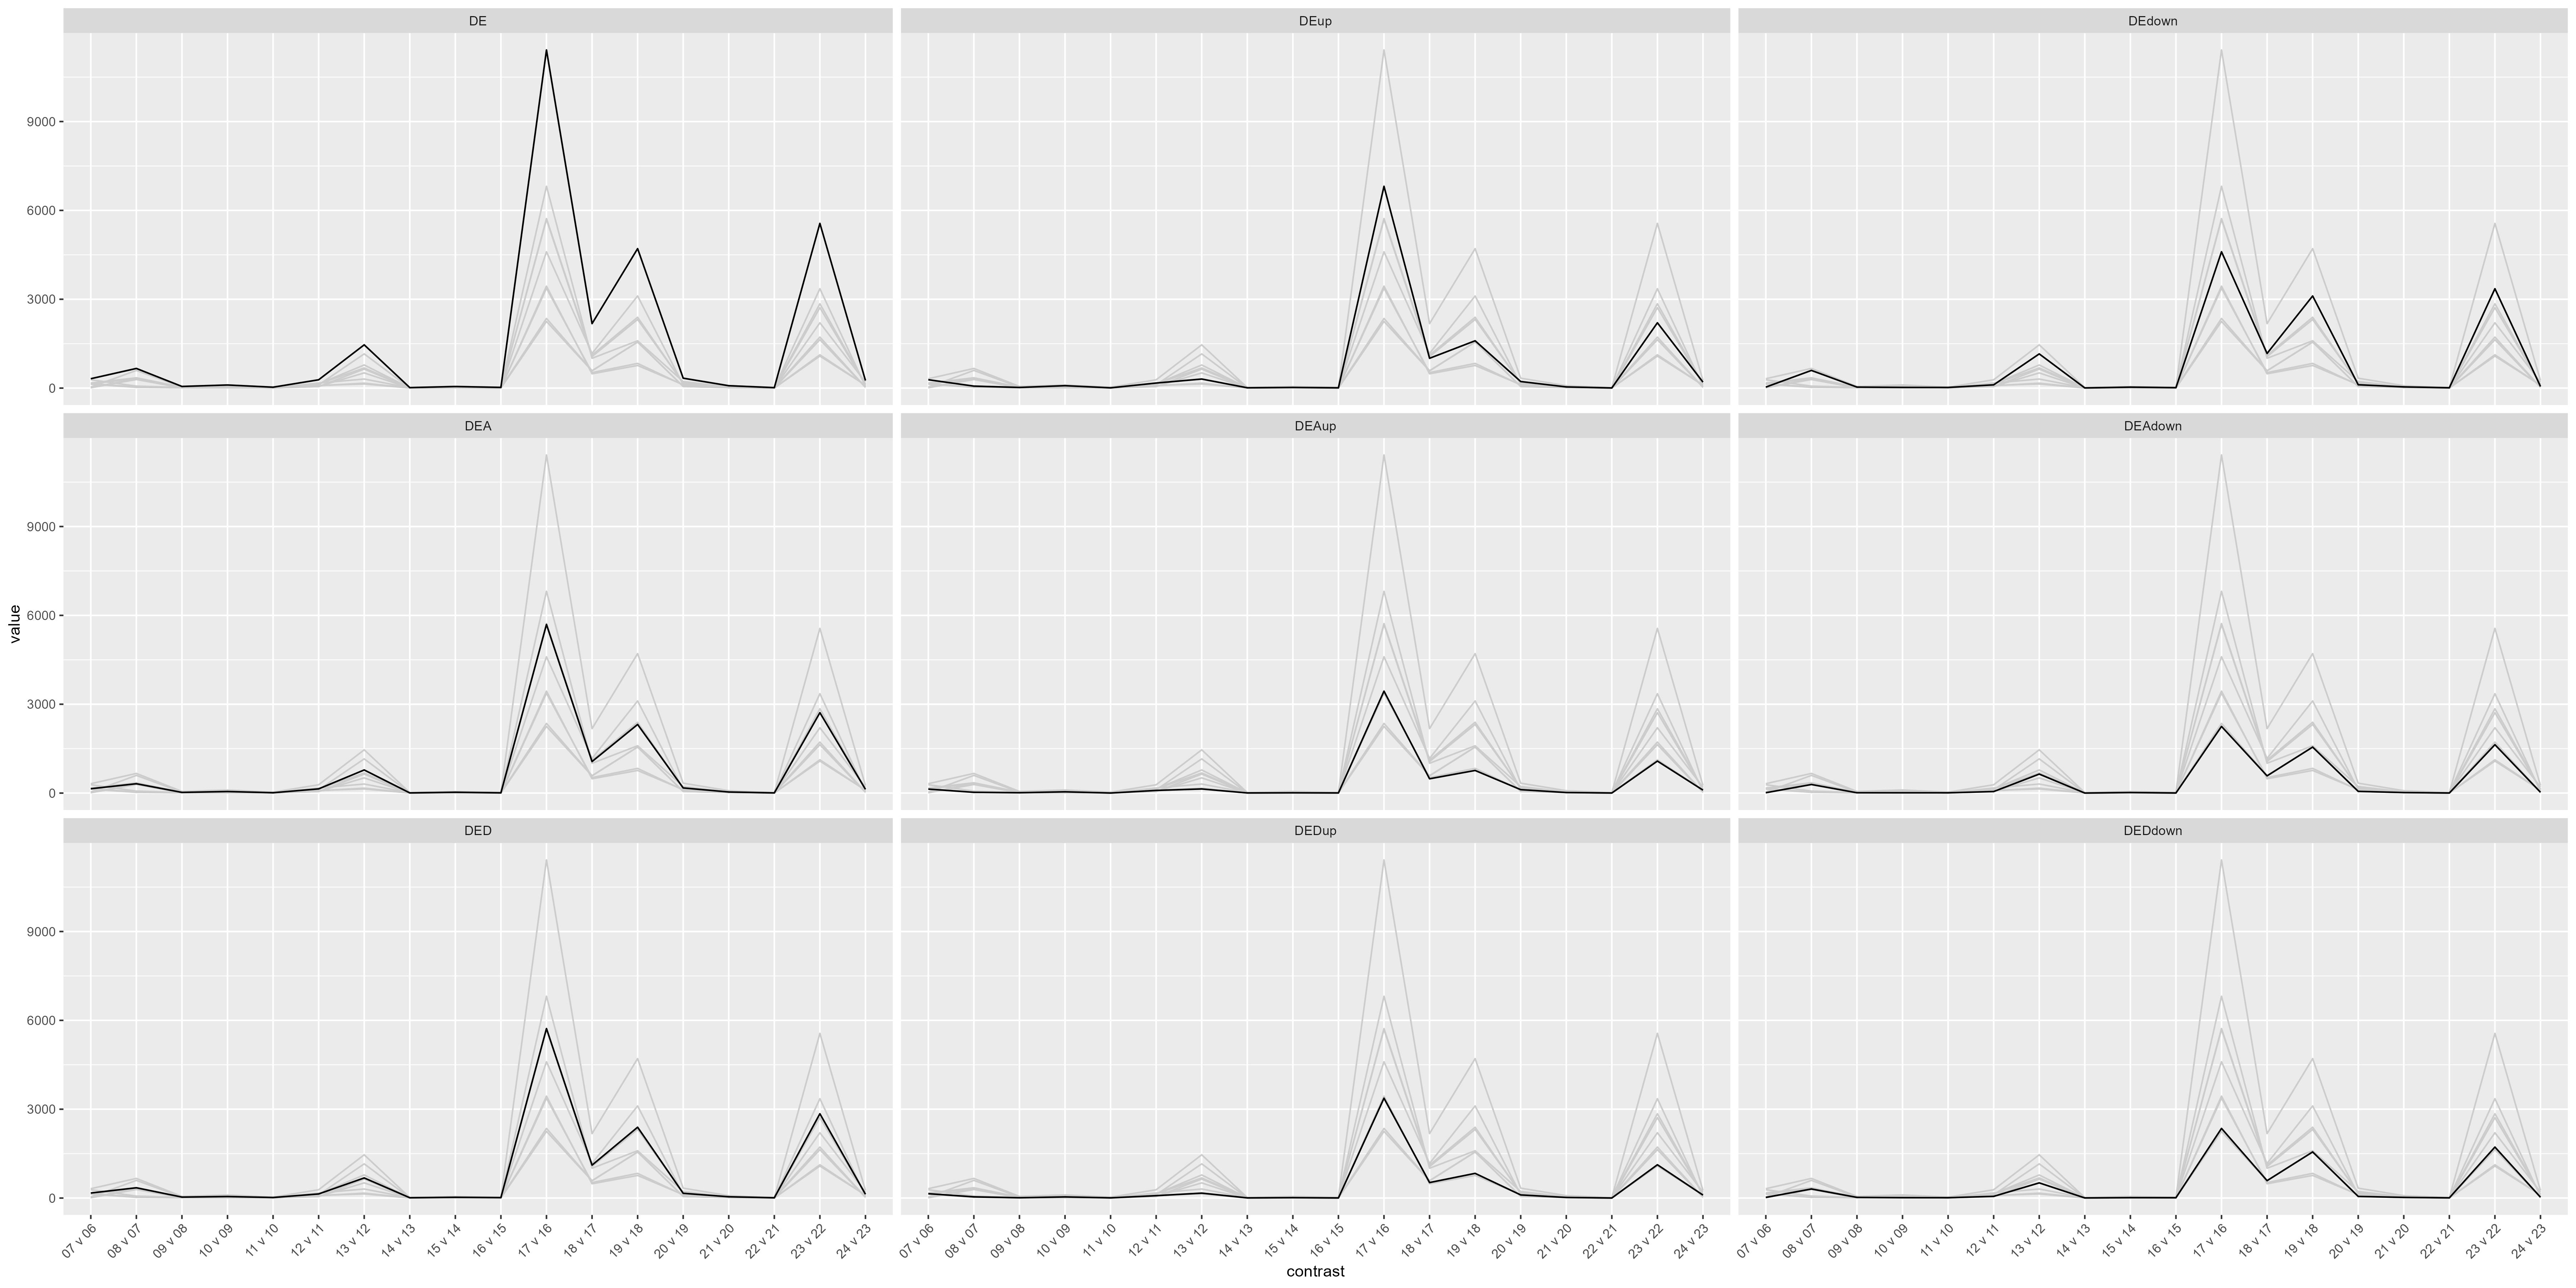 DE DEup DEdown
9000
6000
3000
0
DEA DEAup DEAdown
9000
6000
3000
0
value
DED DEDup DEDdown
9000
6000
3000
0
07 v 06 08 v 07 09 v 08 10 v 09 11 v 10 12 v 11 13 v 12 14 v 13 15 v 14 16 v 15 17 v 16 18 v 17 19 v 18 20 v 19 21 v 20 22 v 21 23 v 22 24 v 23 07 v 06 08 v 07 09 v 08 10 v 09 11 v 10 12 v 11 13 v 12 14 v 13 15 v 14 16 v 15 17 v 16 18 v 17 19 v 18 20 v 19 21 v 20 22 v 21 23 v 22 24 v 23 07 v 06 08 v 07 09 v 08 10 v 09 11 v 10 12 v 11 13 v 12 14 v 13 15 v 14 16 v 15 17 v 16 18 v 17 19 v 18 20 v 19 21 v 20 22 v 21 23 v 22 24 v 23
contrast